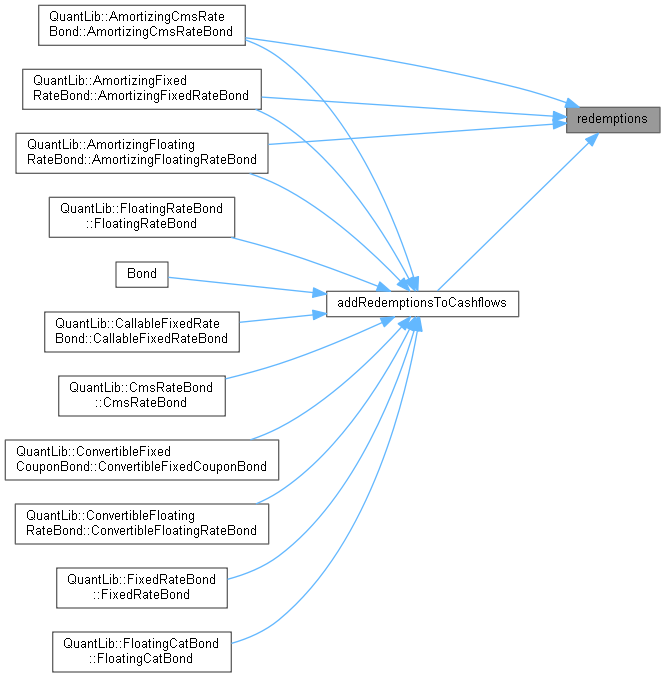 QuantLib::AmortizingCmsRate
Bond::AmortizingCmsRateBond
QuantLib::AmortizingFixed
RateBond::AmortizingFixedRateBond
redemptions
QuantLib::AmortizingFloating
RateBond::AmortizingFloatingRateBond
QuantLib::FloatingRateBond
::FloatingRateBond
Bond
addRedemptionsToCashflows
QuantLib::CallableFixedRate
Bond::CallableFixedRateBond
QuantLib::CmsRateBond
::CmsRateBond
QuantLib::ConvertibleFixed
CouponBond::ConvertibleFixedCouponBond
QuantLib::ConvertibleFloating
RateBond::ConvertibleFloatingRateBond
QuantLib::FixedRateBond
::FixedRateBond
QuantLib::FloatingCatBond
::FloatingCatBond